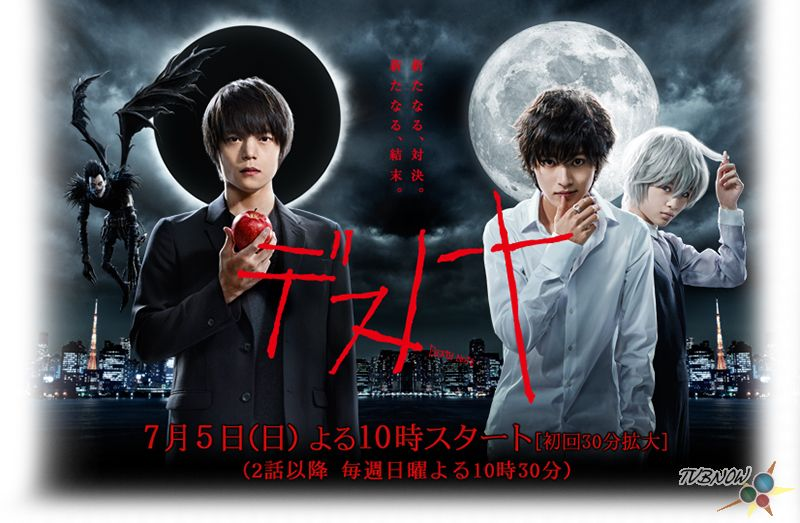 新たなる、対決。
新たなる、結末。
デスノート
DEATH NOTE
7月5日(日)よる10時スタート[初回30分拡大]
(2話以降 毎週日曜よる10時30分)
TVBNOW